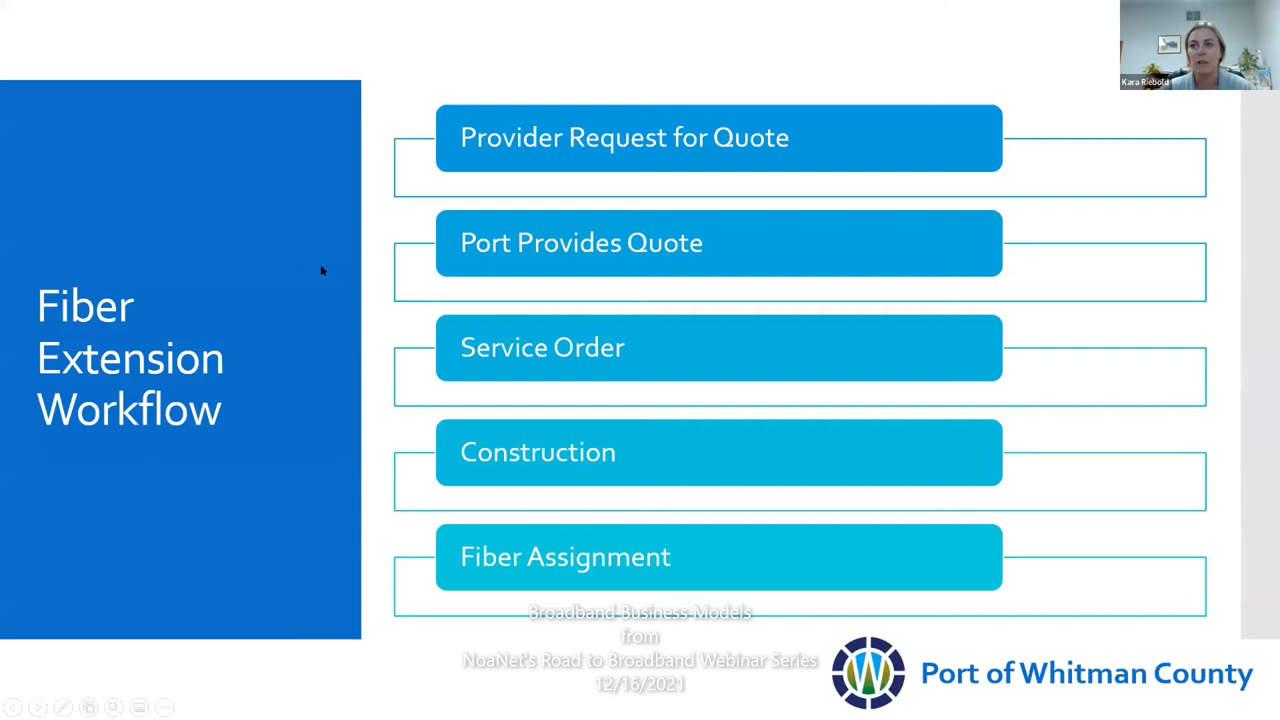 Kara Riebold
Provider Request for Quote
Port Provides Quote
Fiber
Extension
Workflow
Service Order
Construction
Fiber Assignment
Broadband Business Models
from
NoaNet's Road to Broadband Webinar Series
12/16/2021
W
Port of Whitman County